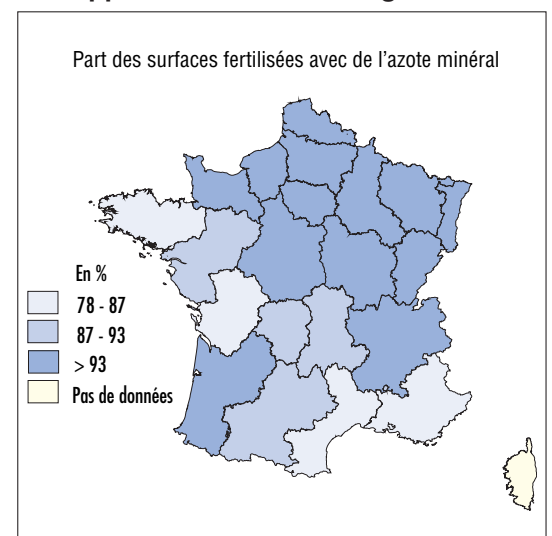 Part des surfaces fertilisées avec de l'azote minéral
En %
78 - 87
87 - 93
> 93
Pas de données